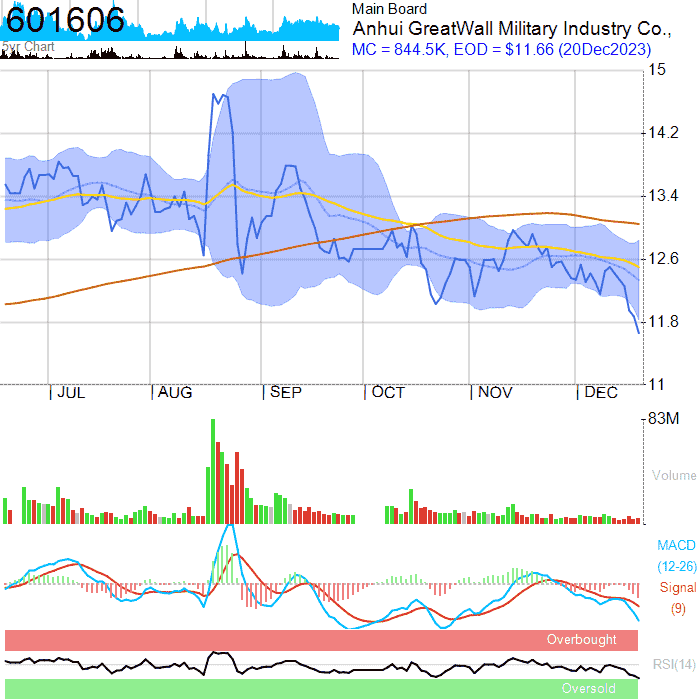 601606
5yr Chart
Main Board
Anhui GreatWall Military Industry Co.,
MC = 844.5K, EOD = $11.66 (20Dec2023)
15
14.2
13.4
12.6
11.8
11
JUL
AUG
SEP
OCT
NOV
DEC
83M
Volume
MACD
(12-26)
Signal
(9)
Overbought
RSI(14)
Oversold